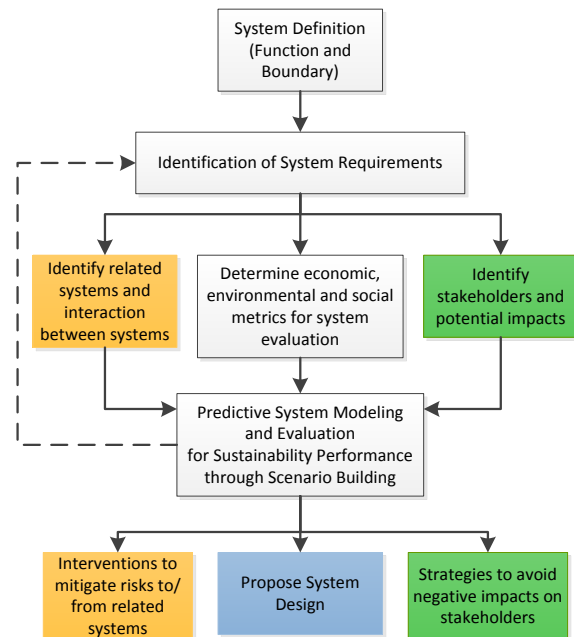 System Definition
(Function and
Boundary)
Identification of System Requirements
Identify related
systems and
interaction
between systems
Determine economic,
environmental and social
metrics for system
evaluation
Identify
stakeholders and
potential impacts
Predictive System Modeling
and Evaluation
for Sustainability Performance
through Scenario Building
Interventions to
mitigate risks to/
from related
systems
Propose System
Design
Strategies to avoid
negative impacts on
stakeholders